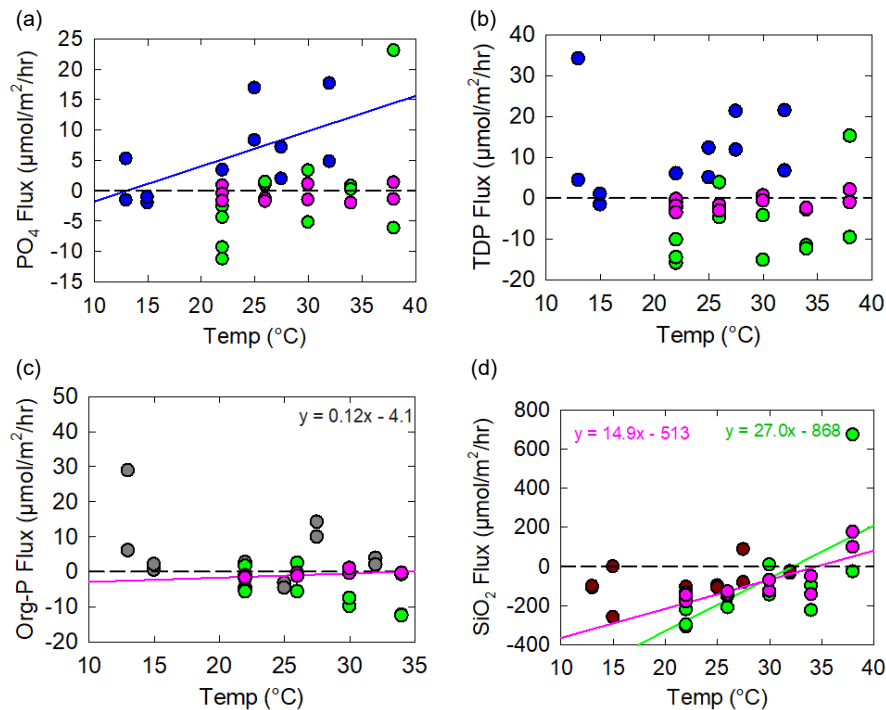 (a)
25
20
15
10
5
0
-5
-10
-15
PO4 Flux (µmol/m²/hr)
10 15 20 25 30 35 40
Temp (°C)
(b)
40
30
20
10
0
-10
-20
TDP Flux (µmol/m²/hr)
10 15 20 25 30 35 40
Temp (°C)
(c)
50
40
30
20
10
0
-10
-20
Org-P Flux (µmol/m²/hr)
y = 0.12x - 4.1
10 15 20 25 30 35
Temp (°C)
(d)
800
600
400
200
0
-200
-400
SiO2 Flux (µmol/m²/hr)
y = 14.9x - 513 y = 27.0x - 868
10 15 20 25 30 35 40
Temp (°C)